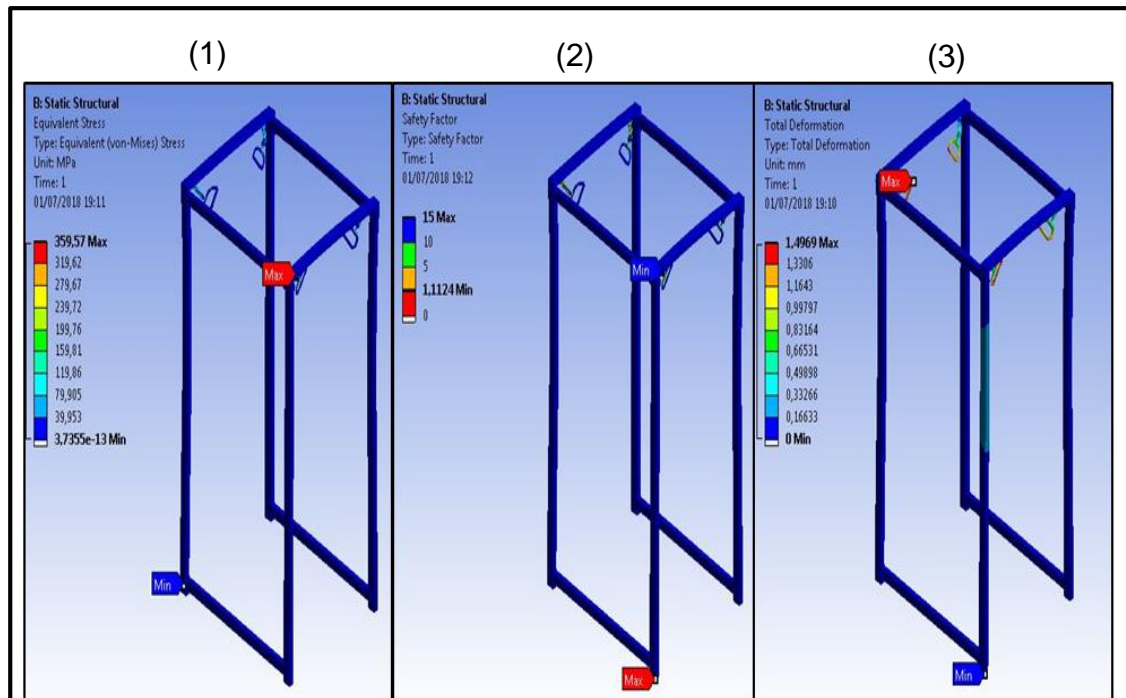 (1)
(2)
(3)
B: Static Structural
Equivalent Stress
Type: Equivalent (von-Mises) Stress
Unit: MPa
Time: 1
01/07/2018 19:11
359,57 Max
319,62
279,67
239,72
199,76
159,81
119,86
79,905
39,953
3,7355e-13 Min
Max
Min
B: Static Structural
Safety Factor
Type: Safety Factor
Time: 1
01/07/2018 19:12
15 Max
10
5
1,1124 Min
0
Min
Max
B: Static Structural
Total Deformation
Type: Total Deformation
Unit: mm
Time: 1
01/07/2018 19:10
1,4969 Max
1,3306
1,1643
0,99797
0,83164
0,66531
0,49898
0,33266
0,16633
0 Min
Max
Min